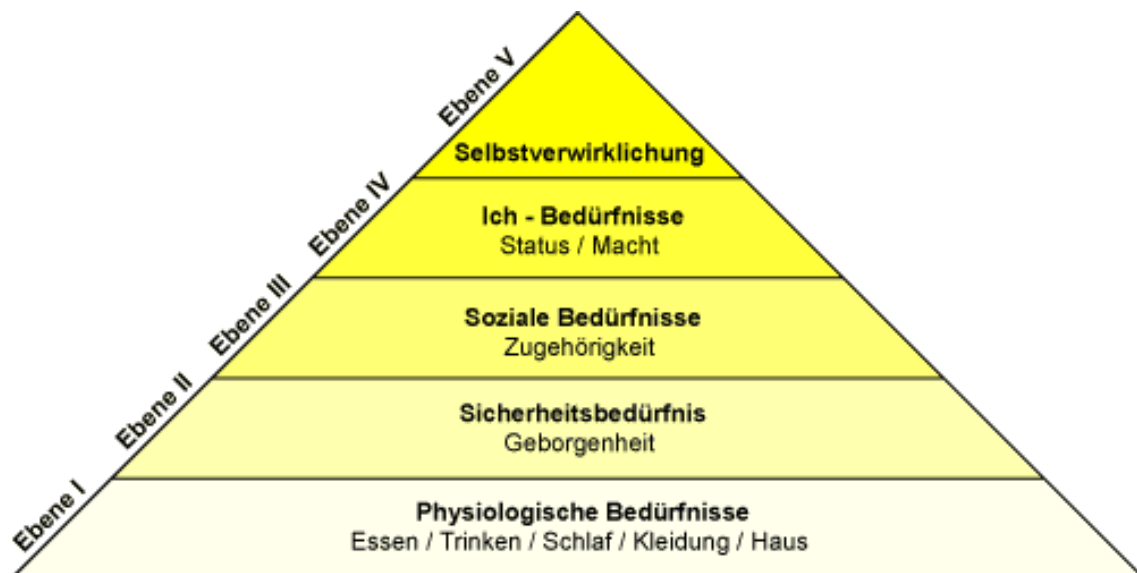 Ebene V
Selbstverwirklichung
Ebene IV
Ich - Bedürfnisse
Status / Macht
Ebene III
Soziale Bedürfnisse
Zugehörigkeit
Ebene II
Sicherheitsbedürfnis
Geborgenheit
Ebene I
Physiologische Bedürfnisse
Essen / Trinken / Schlaf / Kleidung / Haus